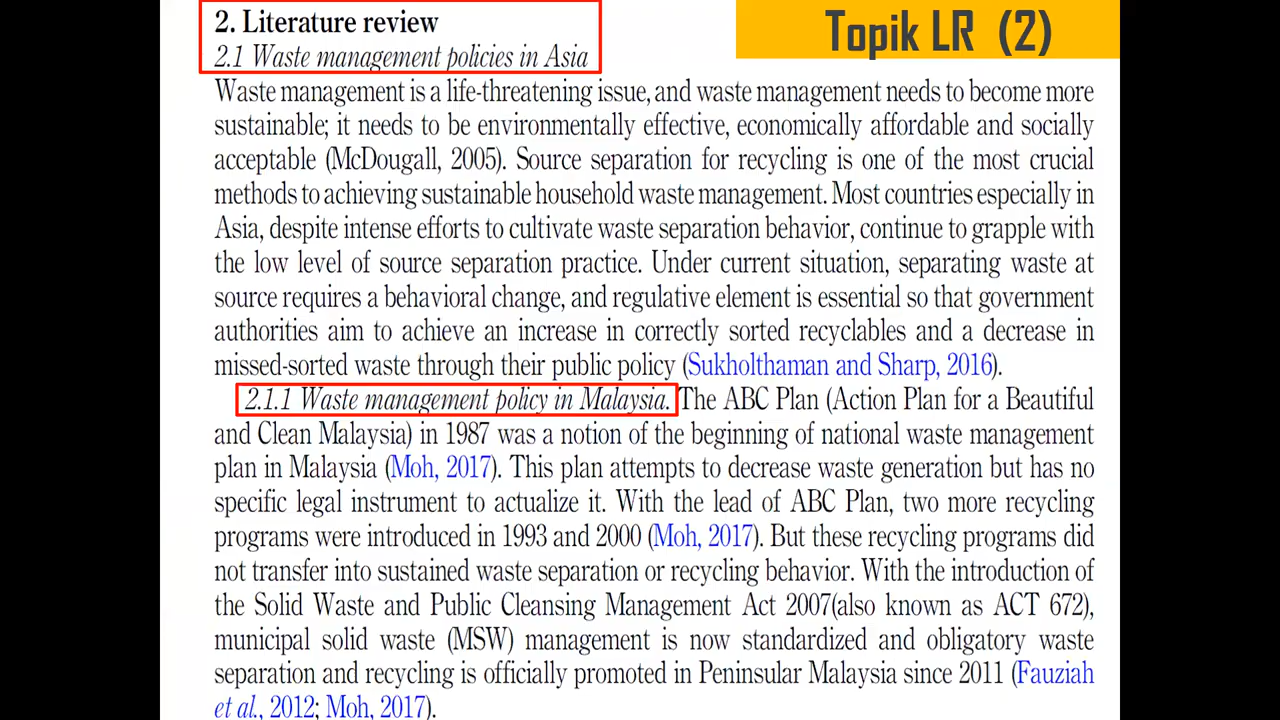 2. Literature review
Topik LR (2)
2.1 Waste management policies in Asia
Waste management is a life-threatening issue, and waste management needs to become more
sustainable; it needs to be environmentally effective, economically affordable and socially
acceptable (McDougall, 2005). Source separation for recycling is one of the most crucial
methods to achieving sustainable household waste management. Most countries especially in
Asia, despite intense efforts to cultivate waste separation behavior, continue to grapple with
the low level of source separation practice. Under current situation, separating waste at
source requires a behavioral change, and regulative element is essential so that government
authorities aim to achieve an increase in correctly sorted recyclables and a decrease in
missed-sorted waste through their public policy (Sukholthaman and Sharp, 2016).
2.1.1 Waste management policy in Malaysia. The ABC Plan (Action Plan for a Beautiful
and Clean Malaysia) in 1987 was a notion of the beginning of national waste management
plan in Malaysia (Moh, 2017). This plan attempts to decrease waste generation but has no
specific legal instrument to actualize it. With the lead of ABC Plan, two more recycling
programs were introduced in 1993 and 2000 (Moh, 2017). But these recycling programs did
not transfer into sustained waste separation or recycling behavior. With the introduction of
the Solid Waste and Public Cleansing Management Act 2007(also known as ACT 672),
municipal solid waste (MSW) management is now standardized and obligatory waste
separation and recycling is officially promoted in Peninsular Malaysia since 2011 (Fauziah
et al., 2012; Moh, 2017).